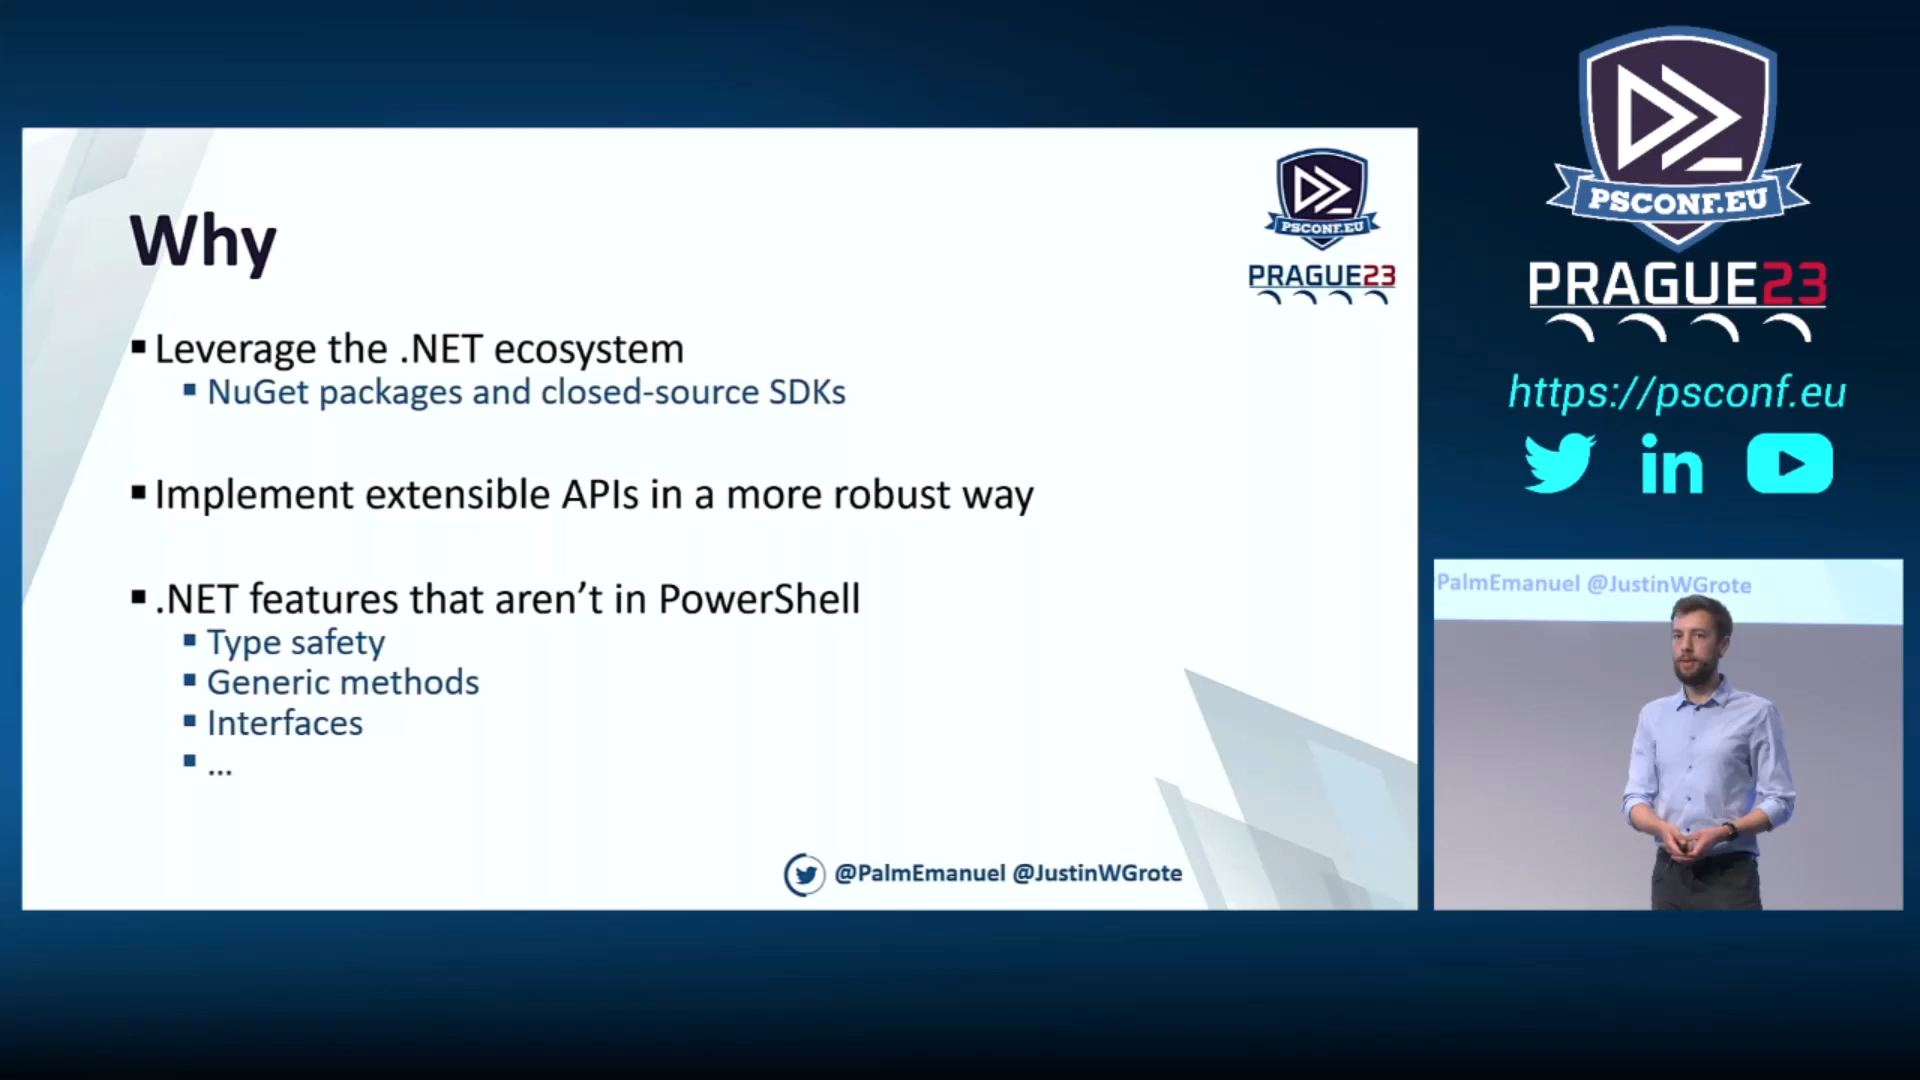 Why
Leverage the .NET ecosystem
NuGet packages and closed-source SDKs
Implement extensible APIs in a more robust way
.NET features that aren’t in PowerShell
Type safety
Generic methods
Interfaces
...
@PalmEmanuel @JustinWGrote
PSCONF.EU
PRAGUE23
PSCONF.EU
PRAGUE23
https://psconf.eu
in
PalmEmanuel @JustinWGrote